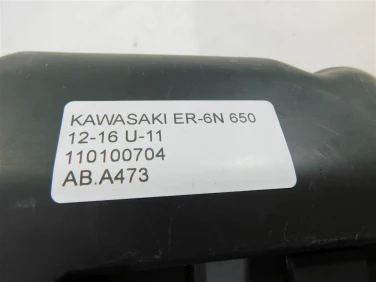 KAWASAKI ER-6N 650
12-16 U-11
110100704
AB.A473